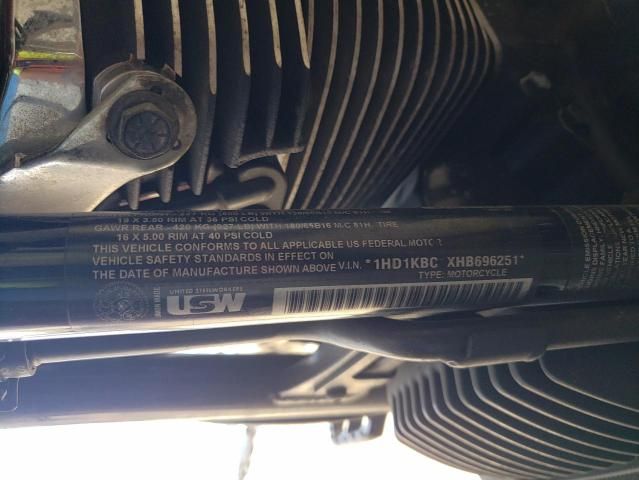 19 X 3.50 RIM AT 36 PSI COLD
GAWR REAR - 420 KG (927 LB) WITH 180/65B16 M/C 81H TIRE
16 X 5.00 RIM AT 40 PSI COLD
THIS VEHICLE CONFORMS TO ALL APPLICABLE US FEDERAL MOTOR
VEHICLE SAFETY STANDARDS IN EFFECT ON
THE DATE OF MANUFACTURE SHOWN ABOVE V.I.N. *1HD1KBC XHB696251*
TYPE: MOTORCYCLE
UNION MADE
UNITED STEELWORKERS
USW